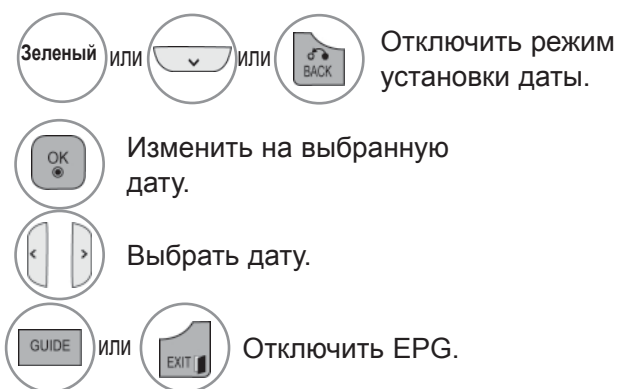 Зеленый или или BACK Отключить режим
установки даты.
OK Изменить на выбранную
дату.
Выбрать дату.
GUIDE или EXIT Отключить EPG.